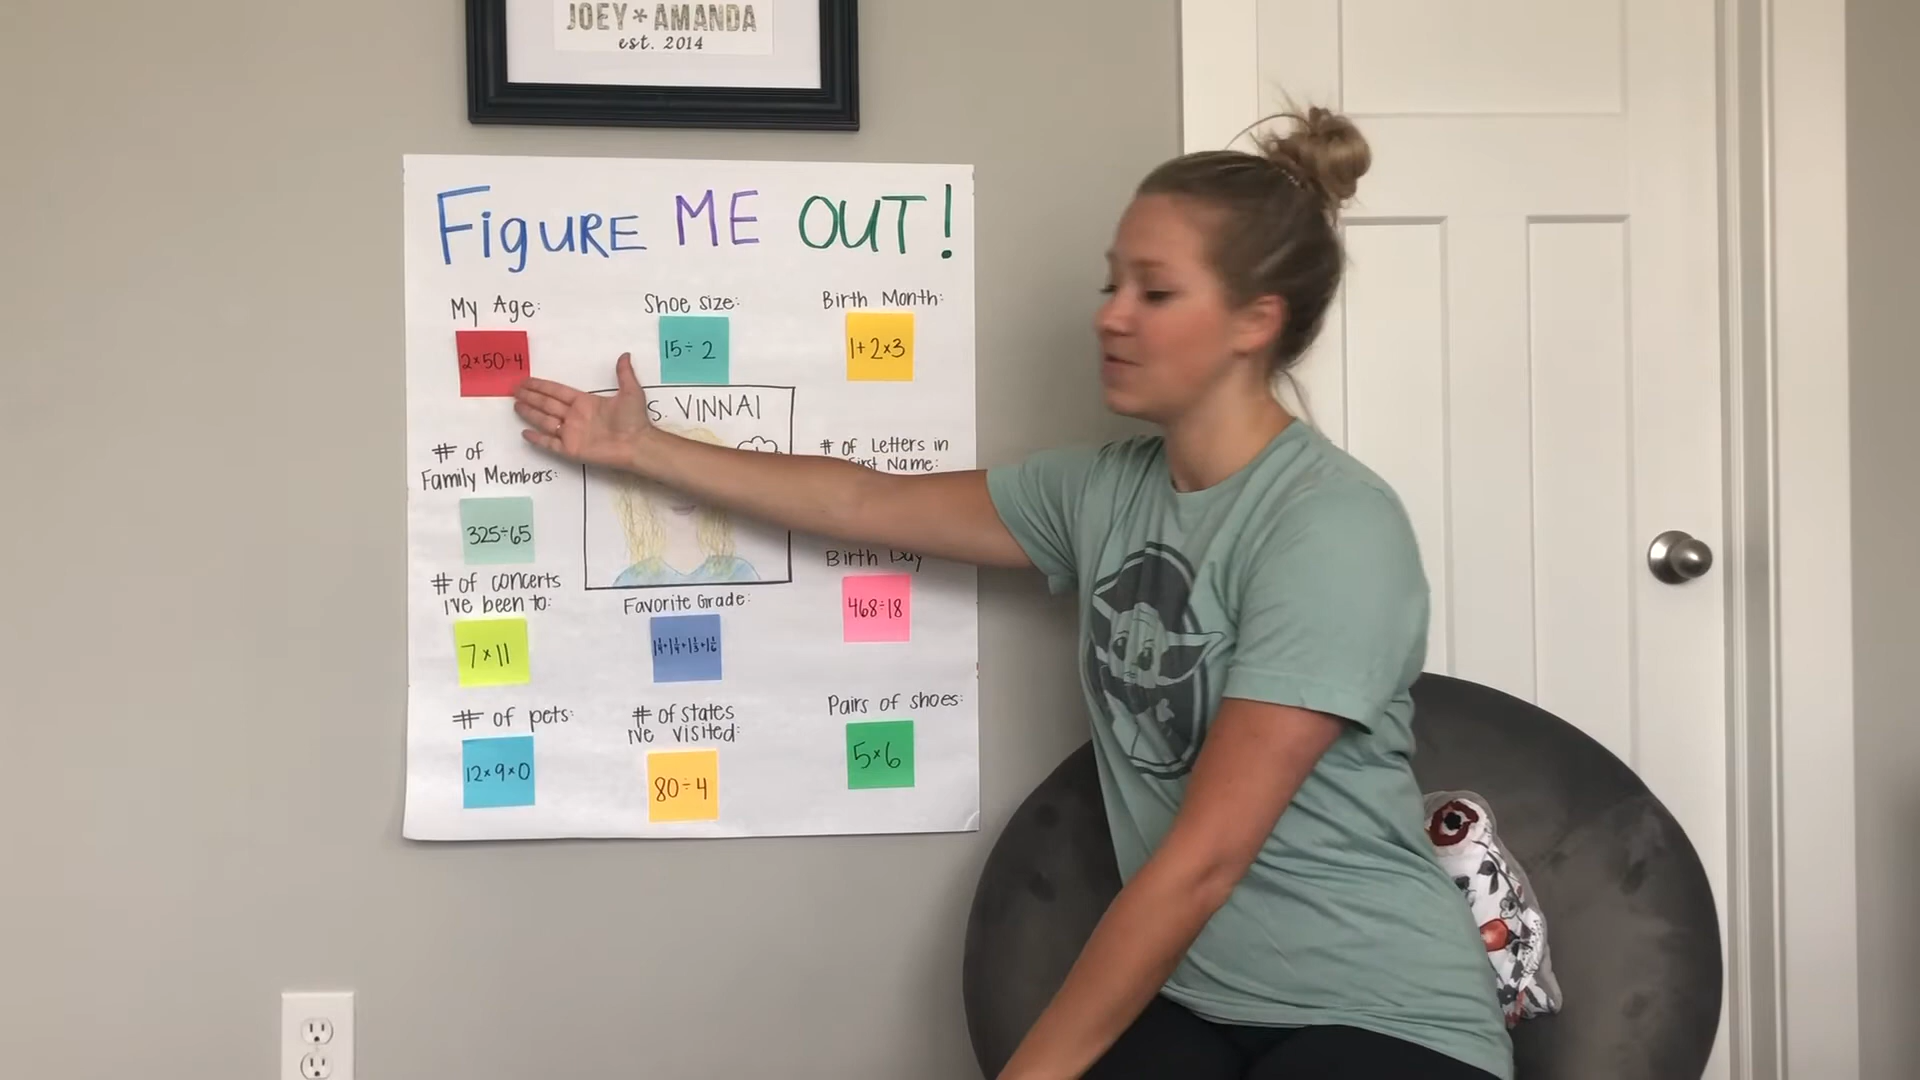 JOEY * AMANDA
est. 2014
FIGURE ME OUT!
My Age:
2×50÷4
Shoe size:
15÷2
Birth Month:
1+2×3
S. VINNAI
# of
Family Members:
325÷65
# of Letters in
Name:
# of concerts
I've been to:
7×11
Favorite Grade:
Birth Day
468÷18
# of pets:
12×9×0
# of states
I've visited:
80÷4
Pairs of shoes:
5×6